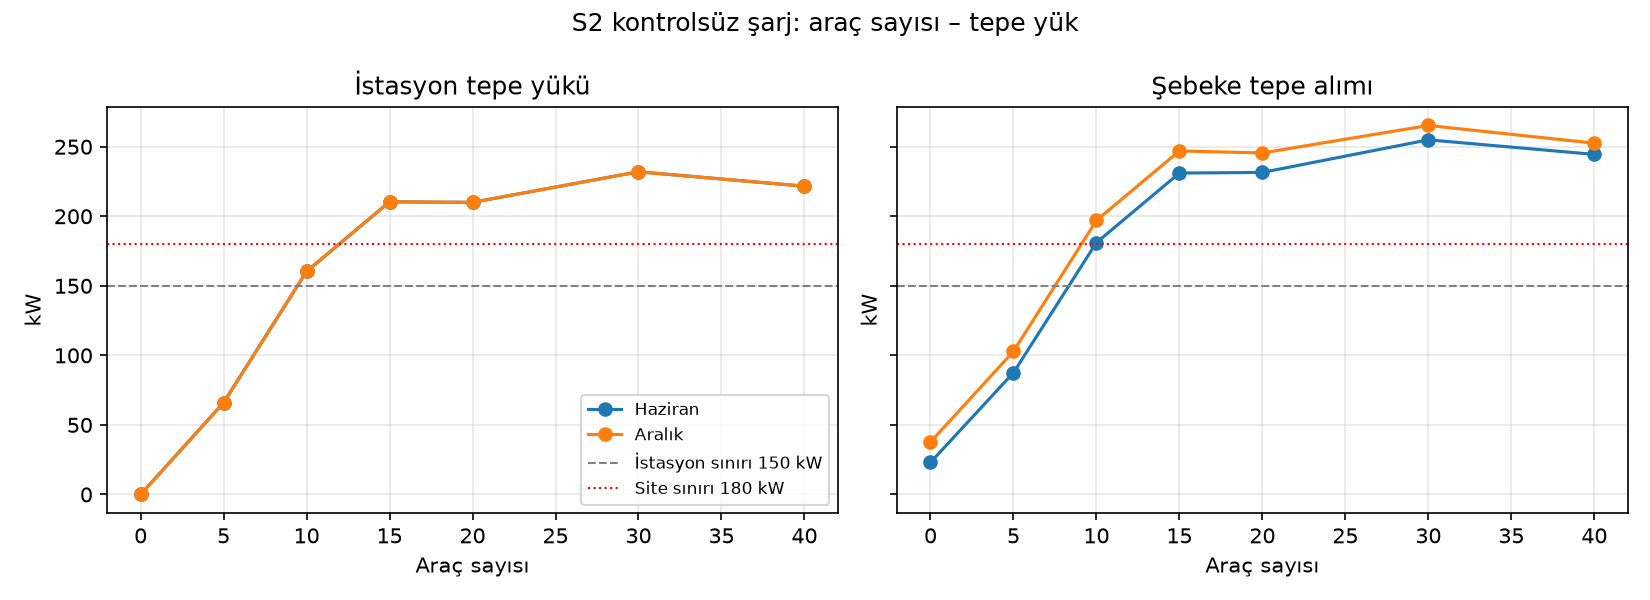 S2 kontrolsüz şarj: araç sayısı – tepe yük
İstasyon tepe yükü
kW
250
200
150
100
50
0
0 5 10 15 20 25 30 35 40
Araç sayısı
Haziran
Aralık
İstasyon sınırı 150 kW
Site sınırı 180 kW
Şebeke tepe alımı
kW
0 5 10 15 20 25 30 35 40
Araç sayısı